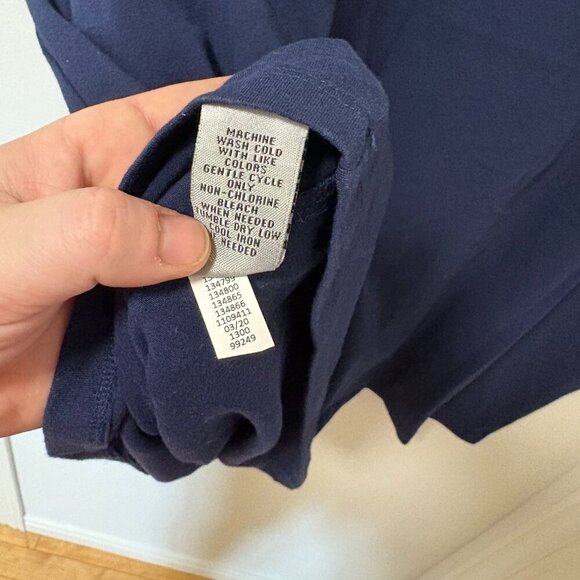 MACHINE
WASH COLD
WITH LIKE
COLORS
GENTLE CYCLE
ONLY
NON-CHLORINE
BLEACH
WHEN NEEDED
TUMBLE DRY LOW
COOL IRON
NEEDED
134799
134800
134865
134866
1109411
03/20
1300
99249